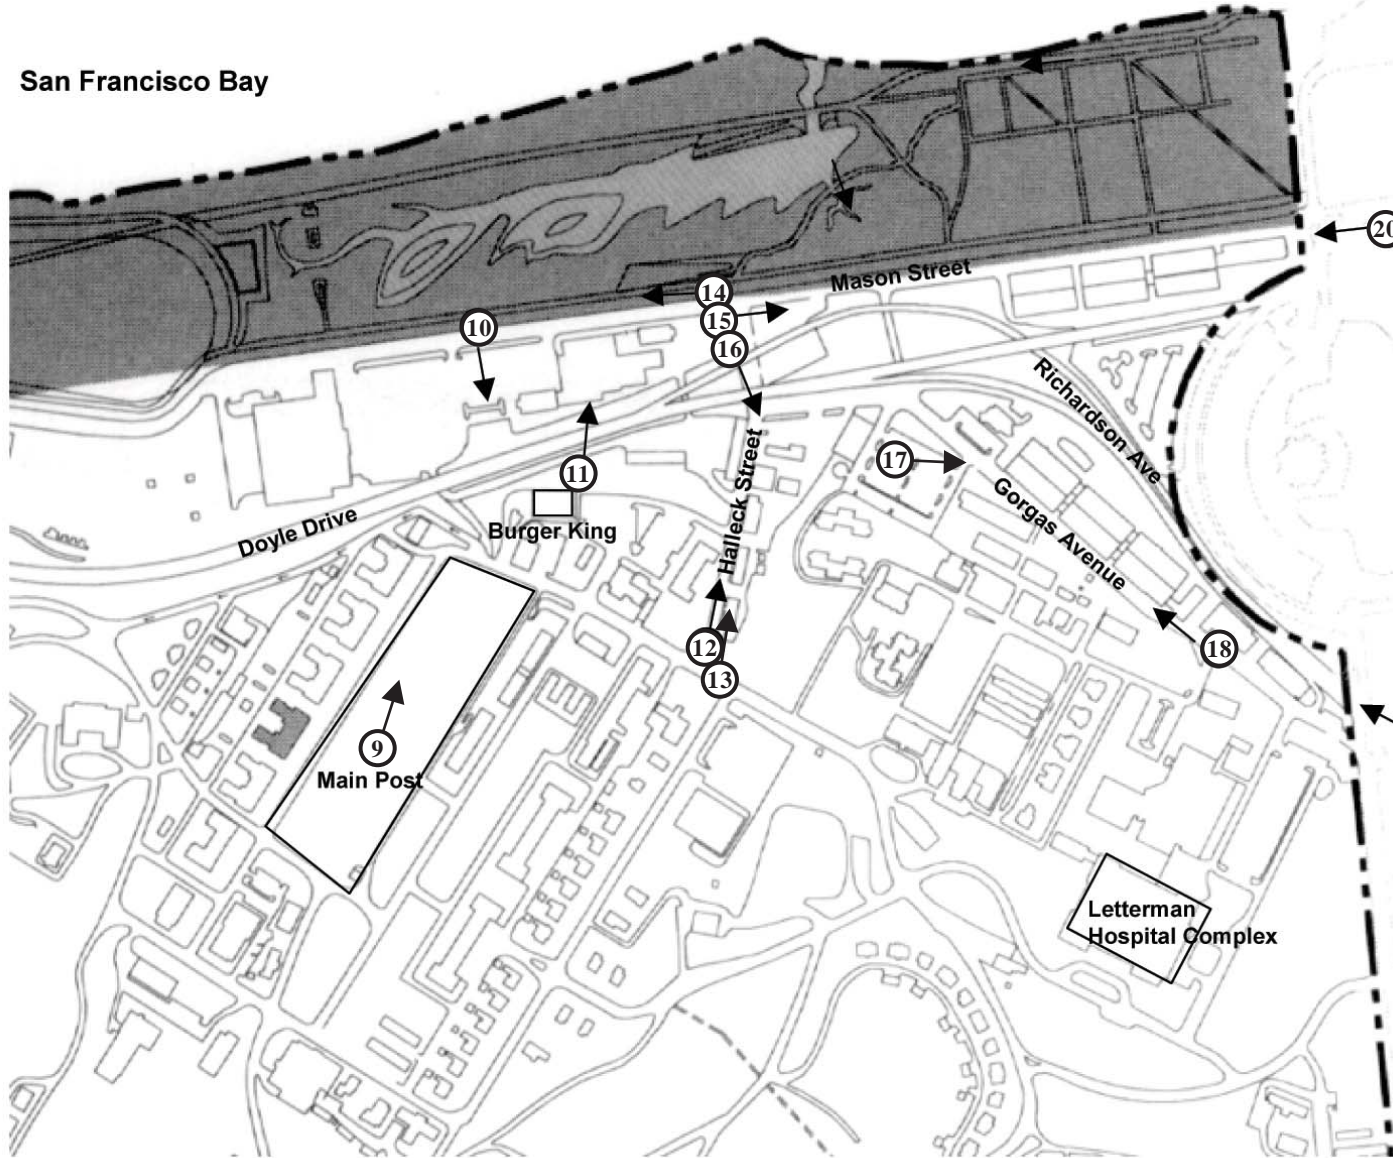 San Francisco Bay
20
Mason Street
14
15
10
16
Richardson Ave
17
11
Halleck Street
Gorgas Avenue
Doyle Drive
Burger King
12
18
13
9
Main Post
Letterman
Hospital Complex